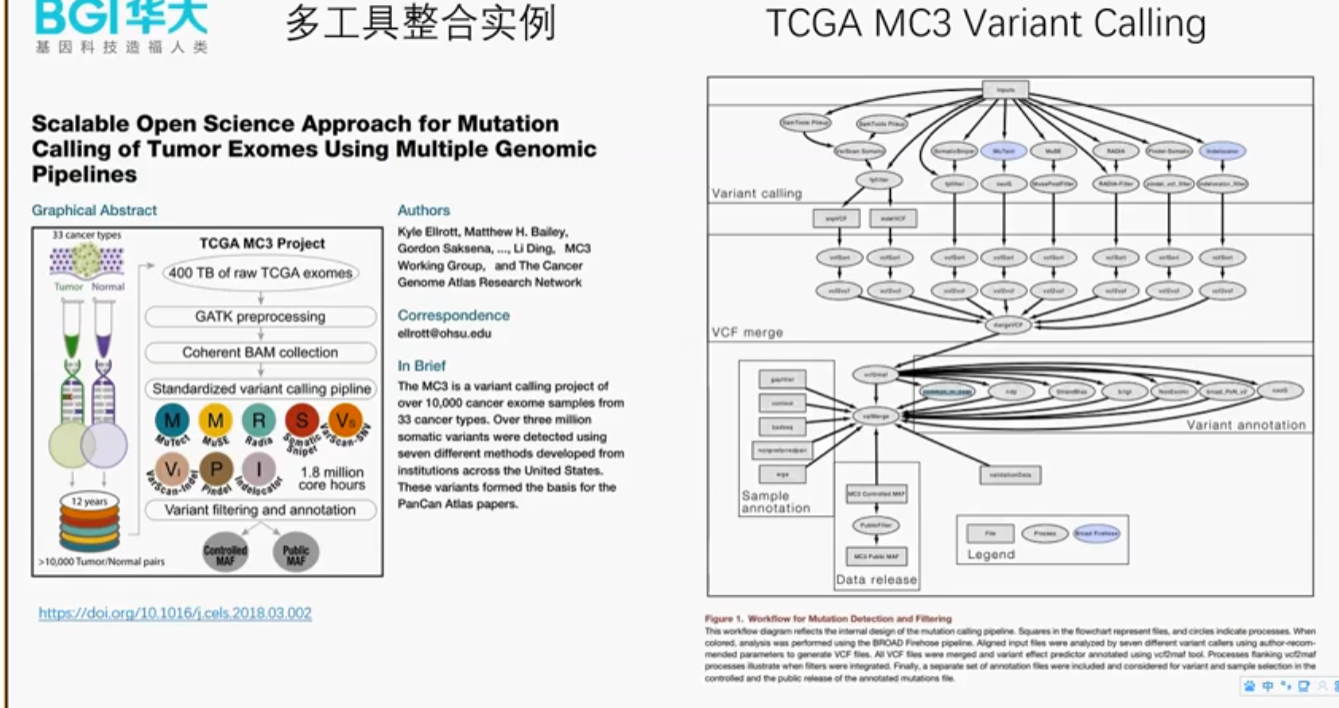 BGI华大
基因科技造福人类
多工具整合实例
TCGA MC3 Variant Calling
Scalable Open Science Approach for Mutation
Calling of Tumor Exomes Using Multiple Genomic
Pipelines
Graphical Abstract
33 cancer types
Tumor Normal
12 years
>10,000 Tumor/Normal pairs
TCGA MC3 Project
400 TB of raw TCGA exomes
GATK preprocessing
Coherent BAM collection
Standardized variant calling pipline
M M R S Vs
MuTect MuSE Radia Somatic Sniper VarScan-SNV
VI P I
VarScan-Indel Pindel Indelocator
1.8 million
core hours
Variant filtering and annotation
Controlled
MAF
Public
MAF
Authors
Kyle Ellrott, Matthew H. Bailey,
Gordon Saksena, ..., Li Ding, MC3
Working Group, and The Cancer
Genome Atlas Research Network
Correspondence
ellrott@ohsu.edu
In Brief
The MC3 is a variant calling project of
over 10,000 cancer exome samples from
33 cancer types. Over three million
somatic variants were detected using
seven different methods developed from
institutions across the United States.
These variants formed the basis for the
PanCan Atlas papers.
https://doi.org/10.1016/j.cels.2018.03.002
Inputs
SamTools Pileup SamTools Pileup
VarScan Somatic SomaticSniper MuTect MuSE RADIA Pindel-Somatic Indelocator
fpfilter fpfilter oxoG MusePostFilter RADIA-Filter pindel_vcf_filter indelocator_filter
Variant calling
snpVCF indelVCF
vcfSort vcfSort vcfSort vcfSort vcfSort vcfSort vcfSort vcfSort
mergeVCF
VCF merge
vcf2maf
StrandBias NonExonic broad_PoN_v2 oxoG
Variant annotation
gapfiller
contest
badseq
nonpreferredpair
wga
Sample
annotation
validationData
MC3 Controlled MAF
PublicFilter
MC3 Public MAF
Data release
File Process Broad Firehose
Legend
Figure 1. Workflow for Mutation Detection and Filtering
This workflow diagram reflects the internal design of the mutation calling pipeline. Squares in the flowchart represent files, and circles indicate processes. When
colored, analysis was performed using the BROAD Firehose pipeline. Aligned input files were analyzed by seven different variant callers using author-recom-
mended parameters to generate VCF files. All VCF files were merged and variant effect predictor annotated using vcf2maf tool. Processes flanking vcf2maf
processes illustrate when filters were integrated. Finally, a separate set of annotation files were included and considered for variant and sample selection in the
controlled and the public release of the annotated mutations file.
中